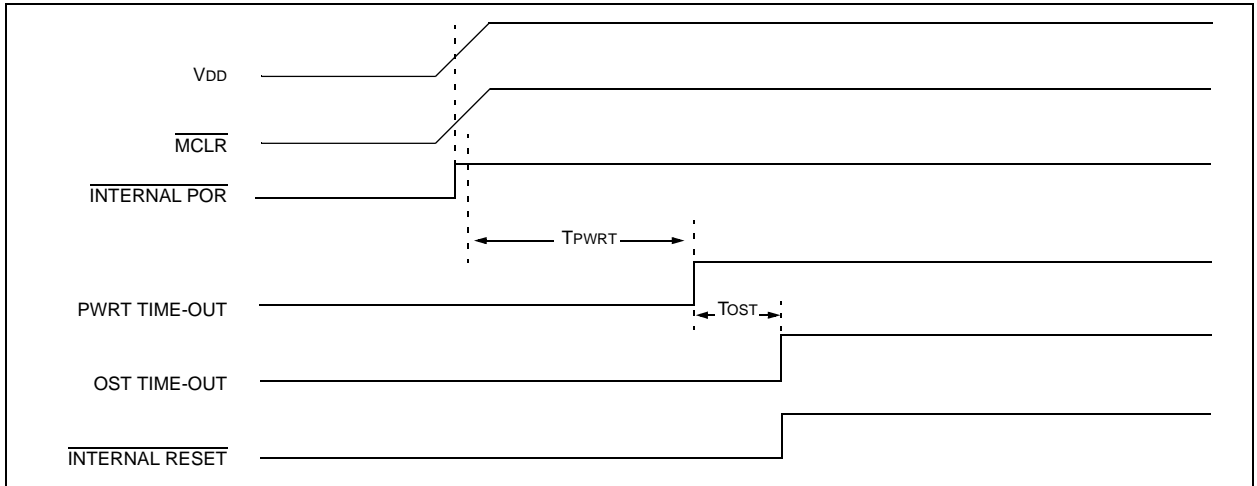 VDD
MCLR
INTERNAL POR
TPWRT
PWRT TIME-OUT
TOST
OST TIME-OUT
INTERNAL RESET